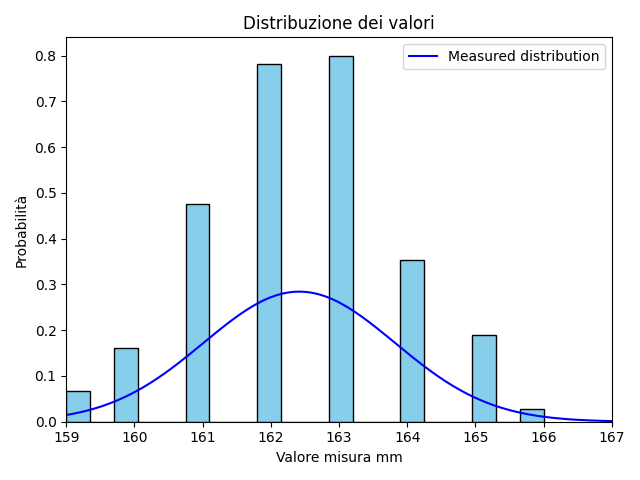 Distribuzione dei valori
Measured distribution
Probabilità
0.8
0.7
0.6
0.5
0.4
0.3
0.2
0.1
0.0
159 160 161 162 163 164 165 166 167
Valore misura mm